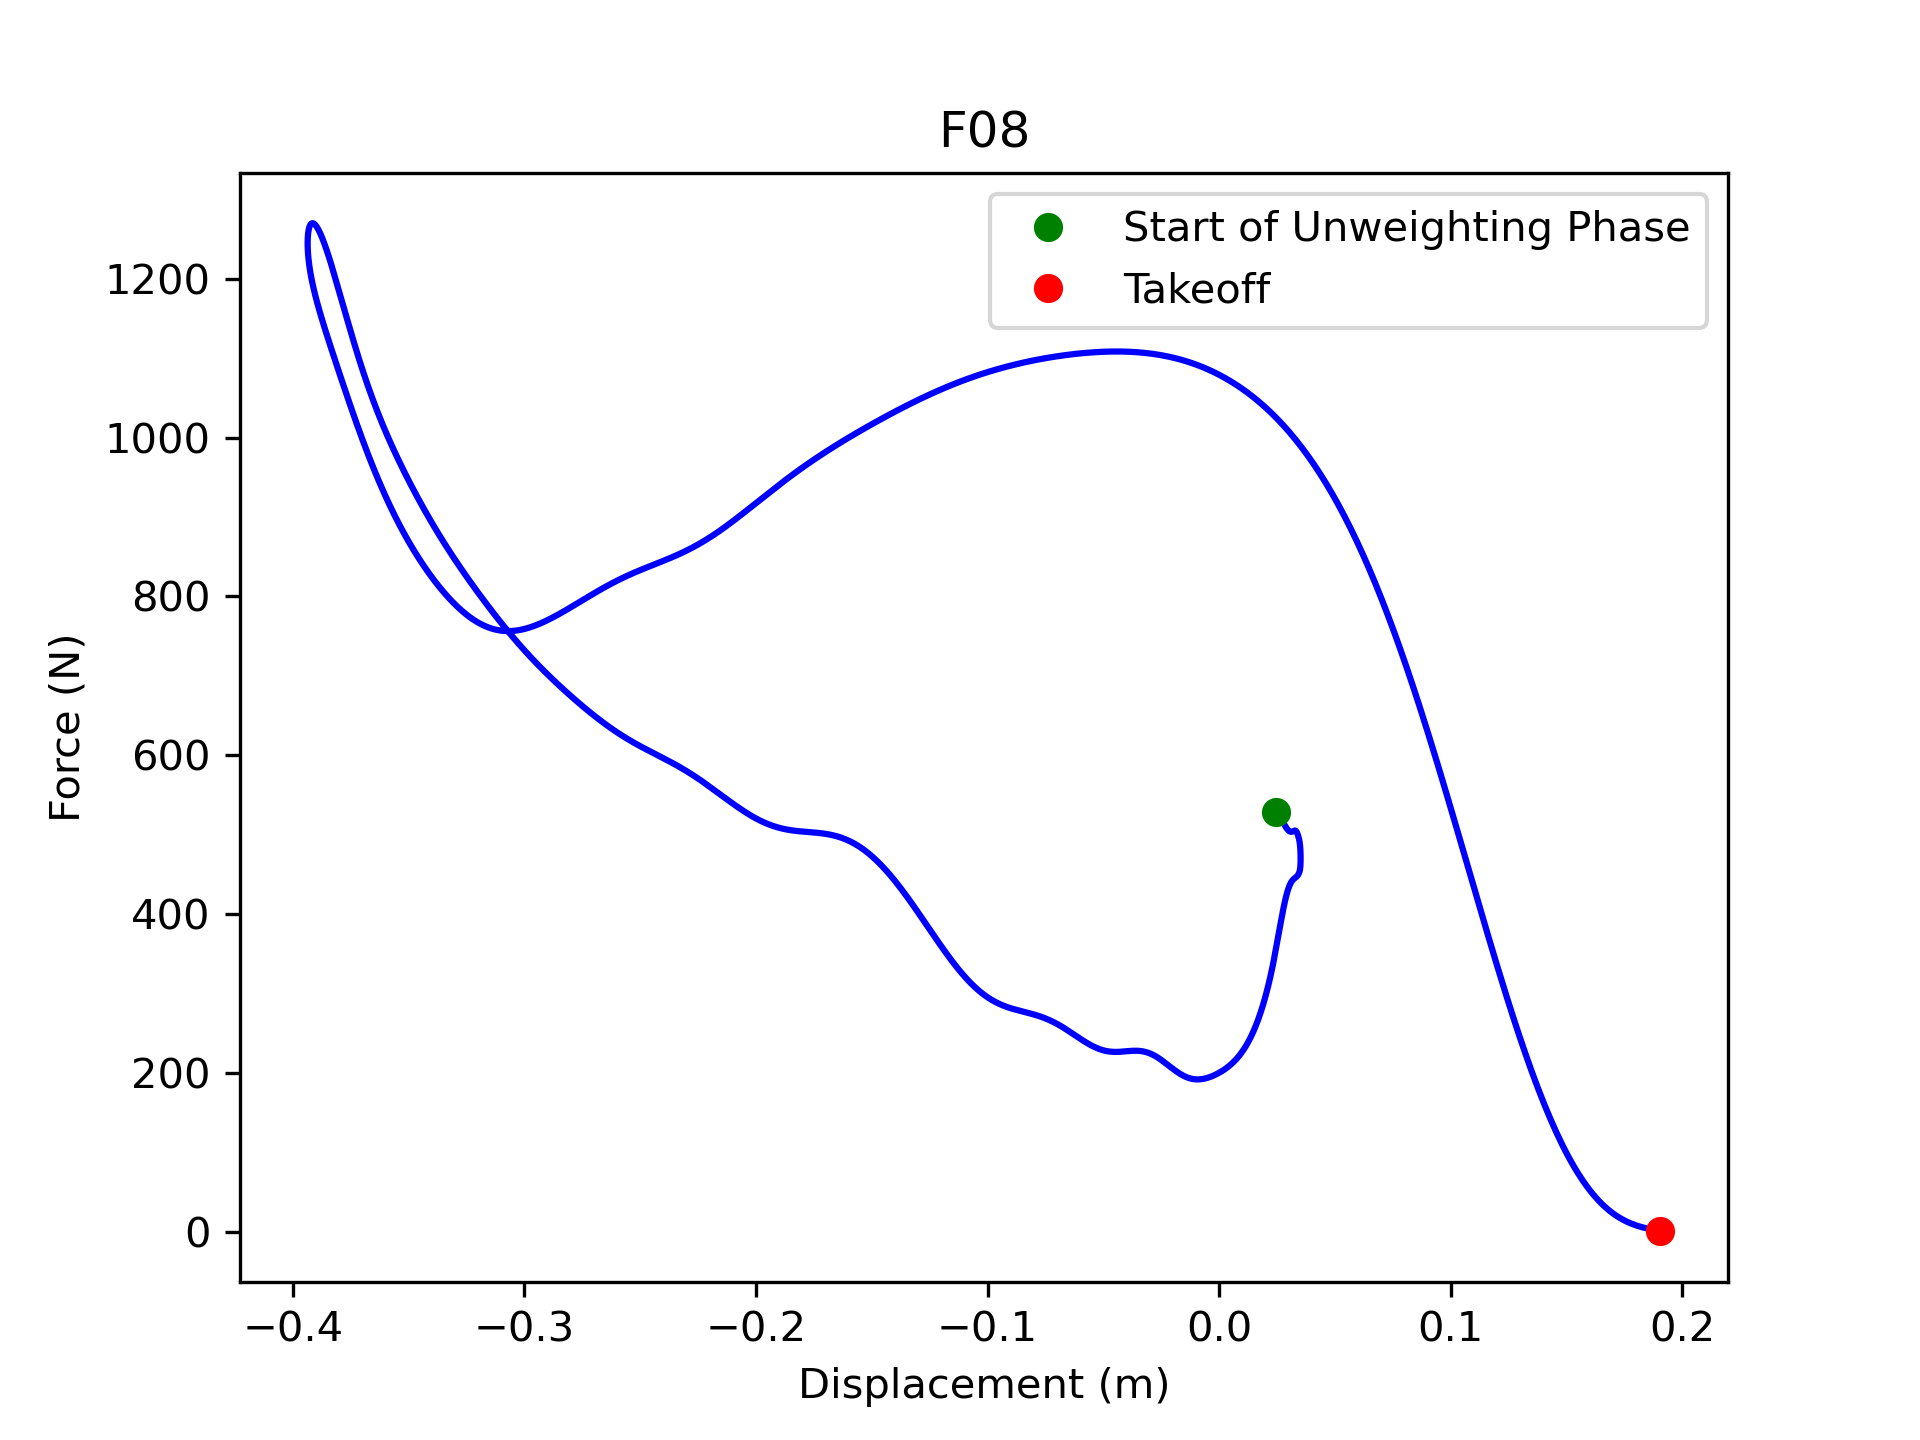 F08
Start of Unweighting Phase
Takeoff
1200
1000
800
600
400
200
0
Force (N)
−0.4 −0.3 −0.2 −0.1 0.0 0.1 0.2
Displacement (m)